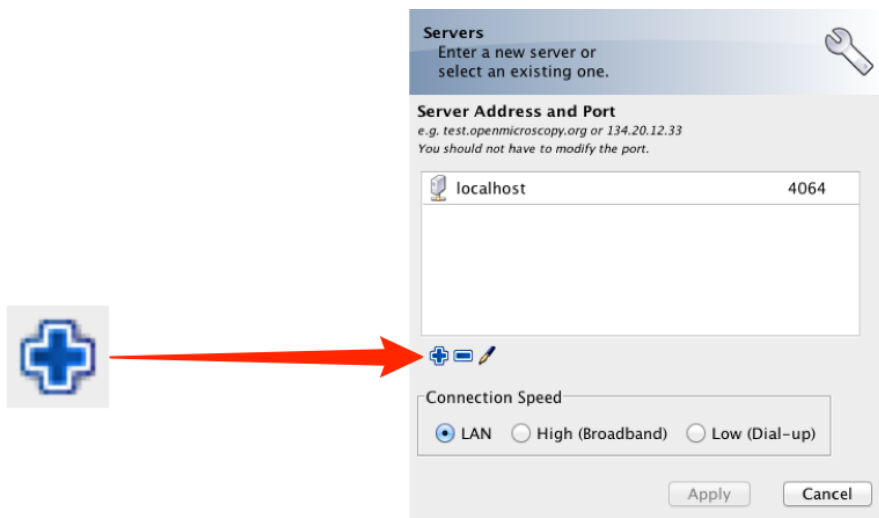 Servers
Enter a new server or
select an existing one.
Server Address and Port
e.g. test.openmicroscopy.org or 134.20.12.33
You should not have to modify the port.
localhost 4064
Connection Speed
LAN High (Broadband) Low (Dial-up)
Apply Cancel